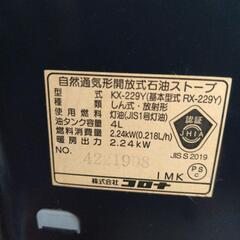 自然通気形開放式石油ストーブ
型式の呼び KX-229Y(基本型式 RX-229Y)
種類 しん式・放射形
使用燃料 灯油(JIS1号灯油)
油タンク容量 4L
燃料消費量 2.24kW(0.218L/h)
暖房出力 2.24kW
NO. 4221908
認証
JHIA
JIS S 2019
PS
C
1MK
株式会社コロナ